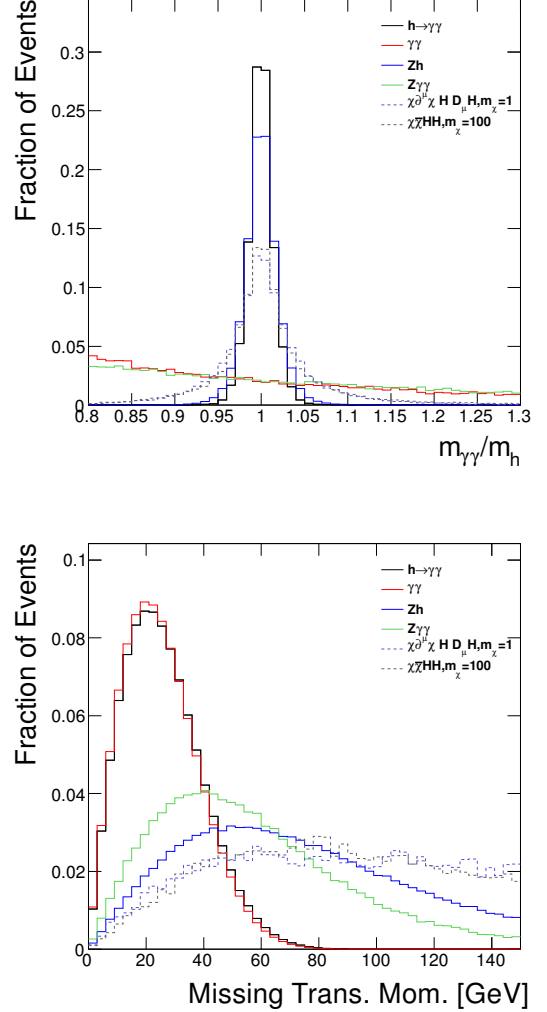 Fraction of Events
0.3
0.25
0.2
0.15
0.1
0.05
0
h→γγ
γγ
Zh
Zγγ
χ∂^μχ H D_μH,m_χ=1
χχ̅HH,m_χ=100
0.8 0.85 0.9 0.95 1 1.05 1.1 1.15 1.2 1.25 1.3
m_γγ/m_h
Fraction of Events
0.1
0.08
0.06
0.04
0.02
0
h→γγ
γγ
Zh
Zγγ
χ∂^μχ H D_μH,m_χ=1
χχ̅HH,m_χ=100
0 20 40 60 80 100 120 140
Missing Trans. Mom. [GeV]